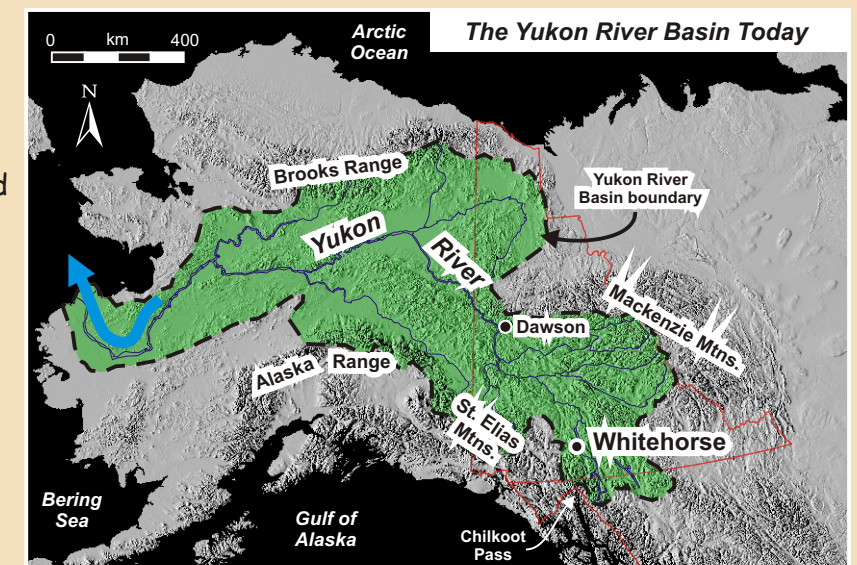 The Yukon River Basin Today
0 km 400
Arctic
Ocean
N
Brooks Range
Yukon River
Basin boundary
Yukon
River
Mackenzie Mtns.
Dawson
Alaska Range
St. Elias
Mtns.
Whitehorse
Bering
Sea
Gulf of
Alaska
Chilkoot
Pass